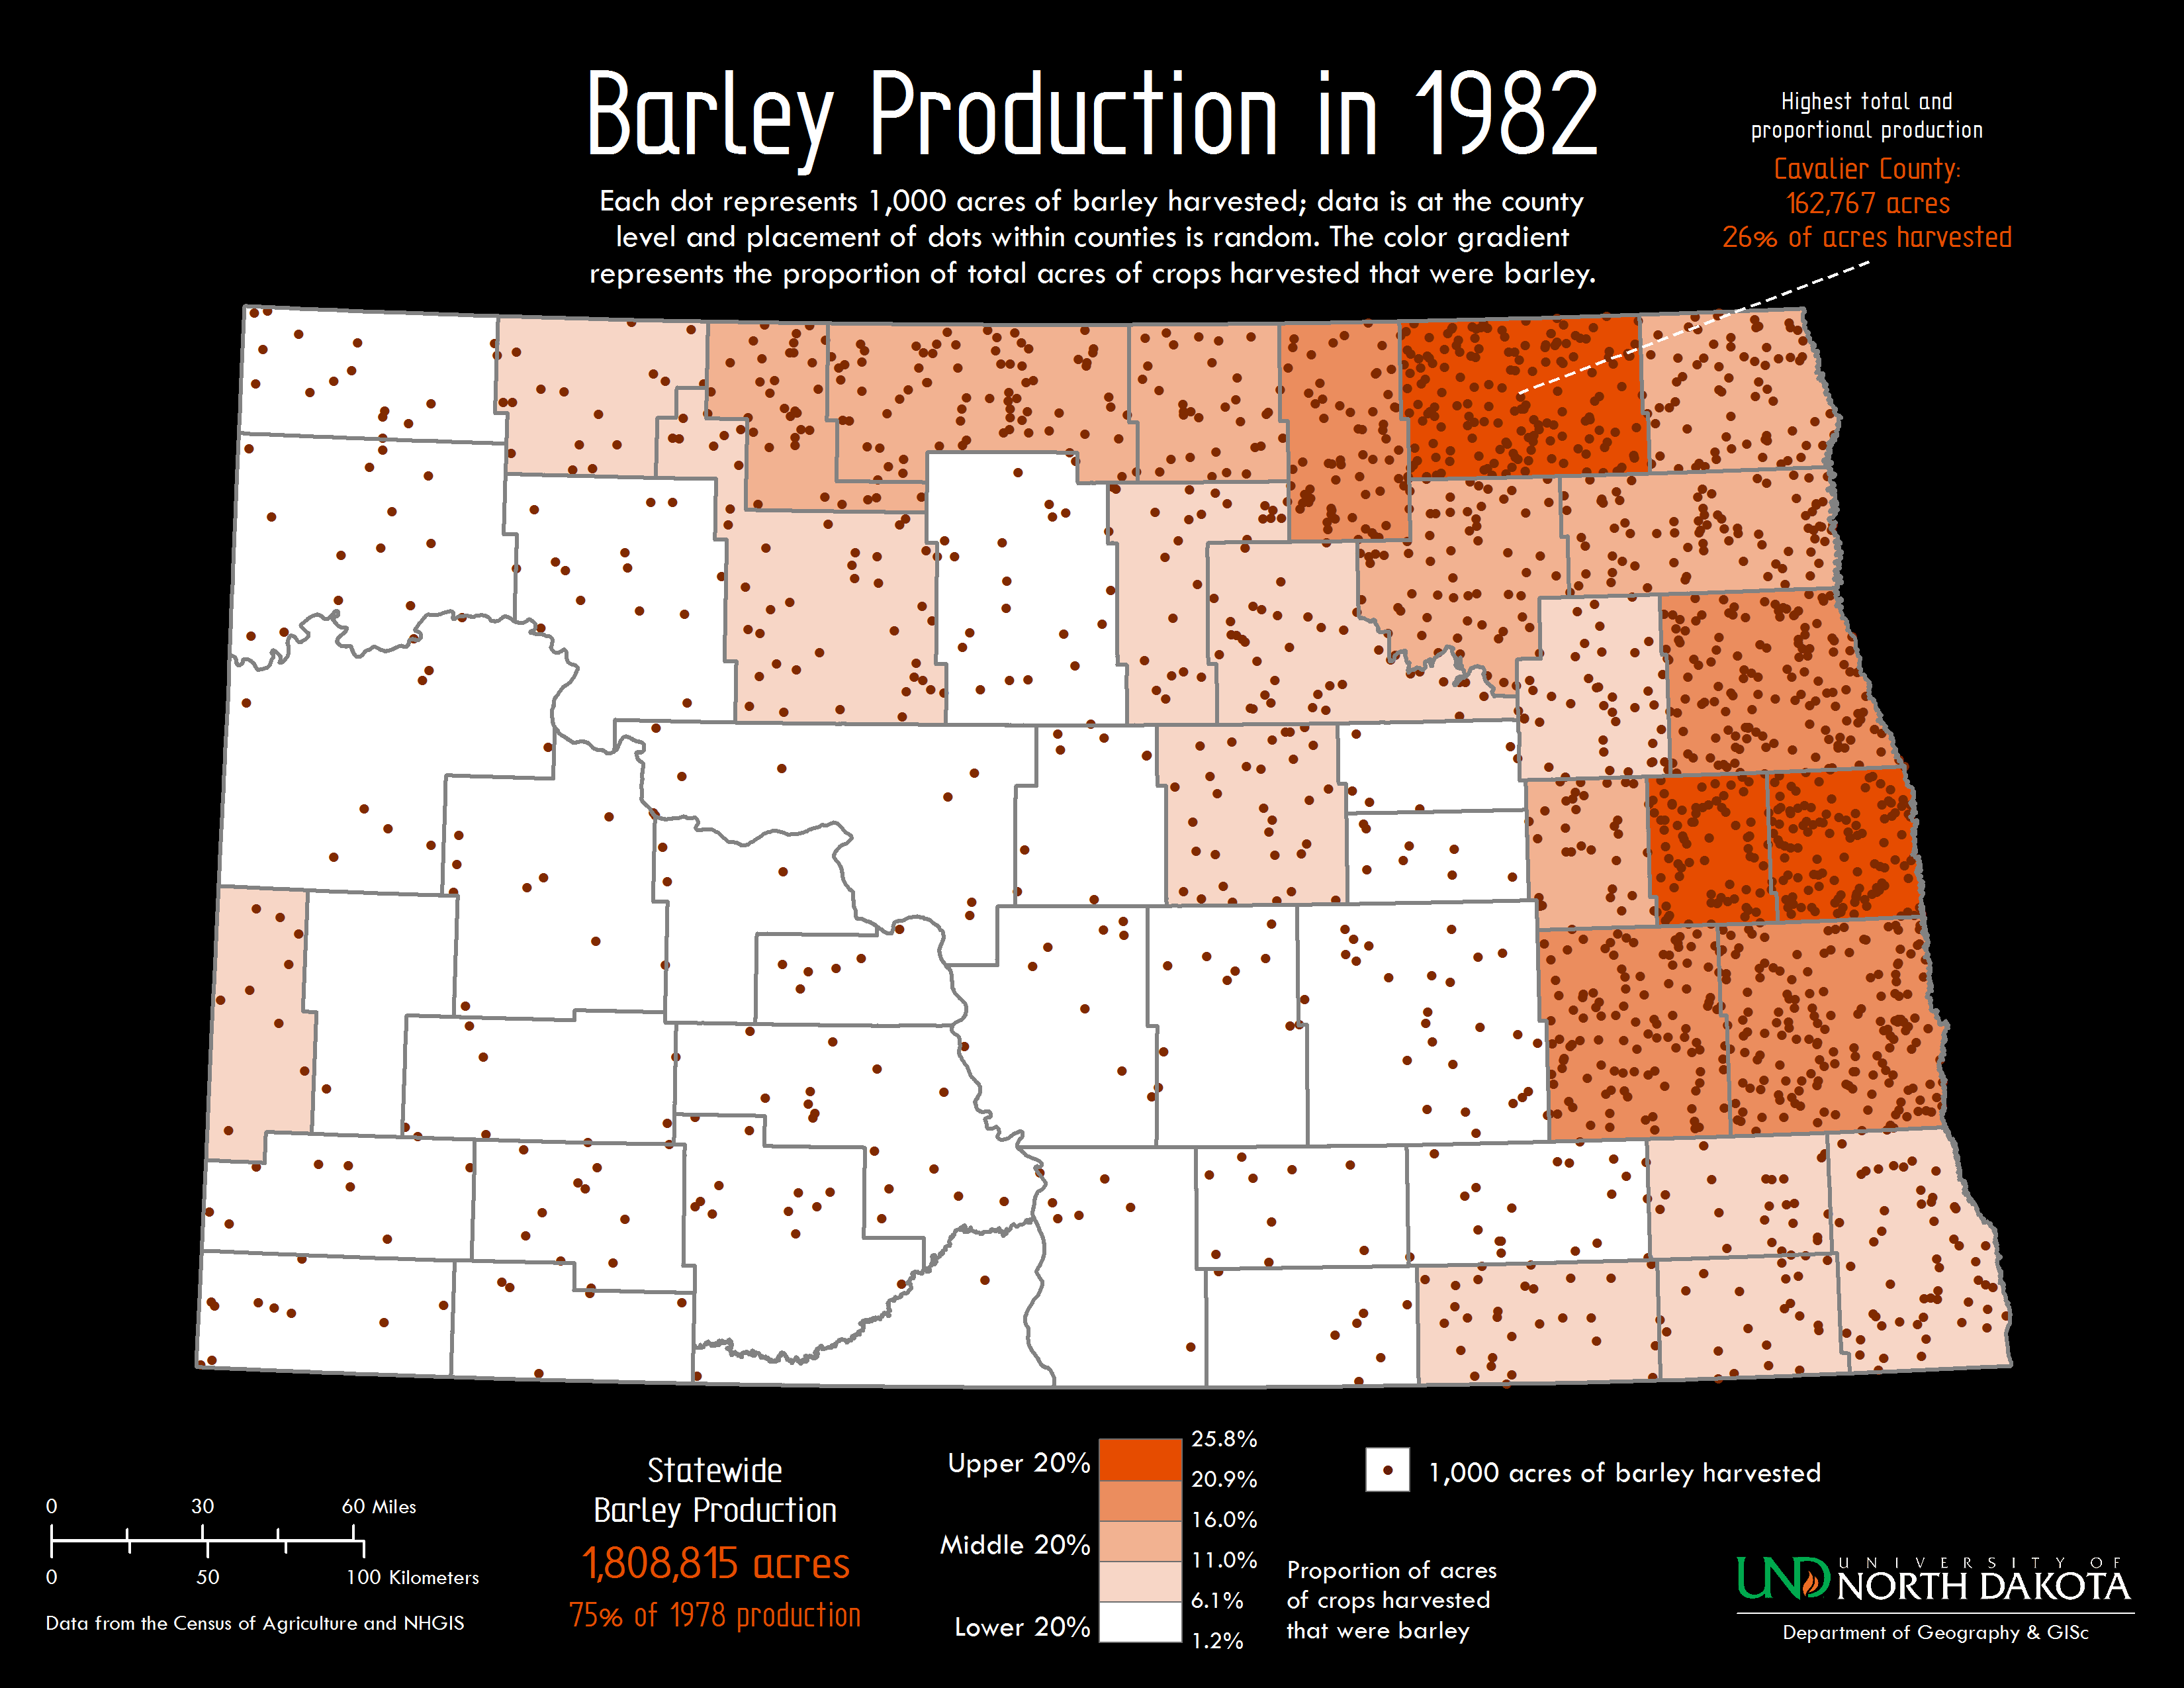 Barley Production in 1982
Each dot represents 1,000 acres of barley harvested; data is at the county
level and placement of dots within counties is random. The color gradient
represents the proportion of total acres of crops harvested that were barley.
Highest total and
proportional production
Cavalier County:
162,767 acres
26% of acres harvested
0 30 60 Miles
0 50 100 Kilometers
Data from the Census of Agriculture and NHGIS
Statewide
Barley Production
1,808,815 acres
75% of 1978 production
Upper 20%
Middle 20%
Lower 20%
25.8%
20.9%
16.0%
11.0%
6.1%
1.2%
Proportion of acres
of crops harvested
that were barley
1,000 acres of barley harvested
UND
UNIVERSITY OF
NORTH DAKOTA
Department of Geography & GISc